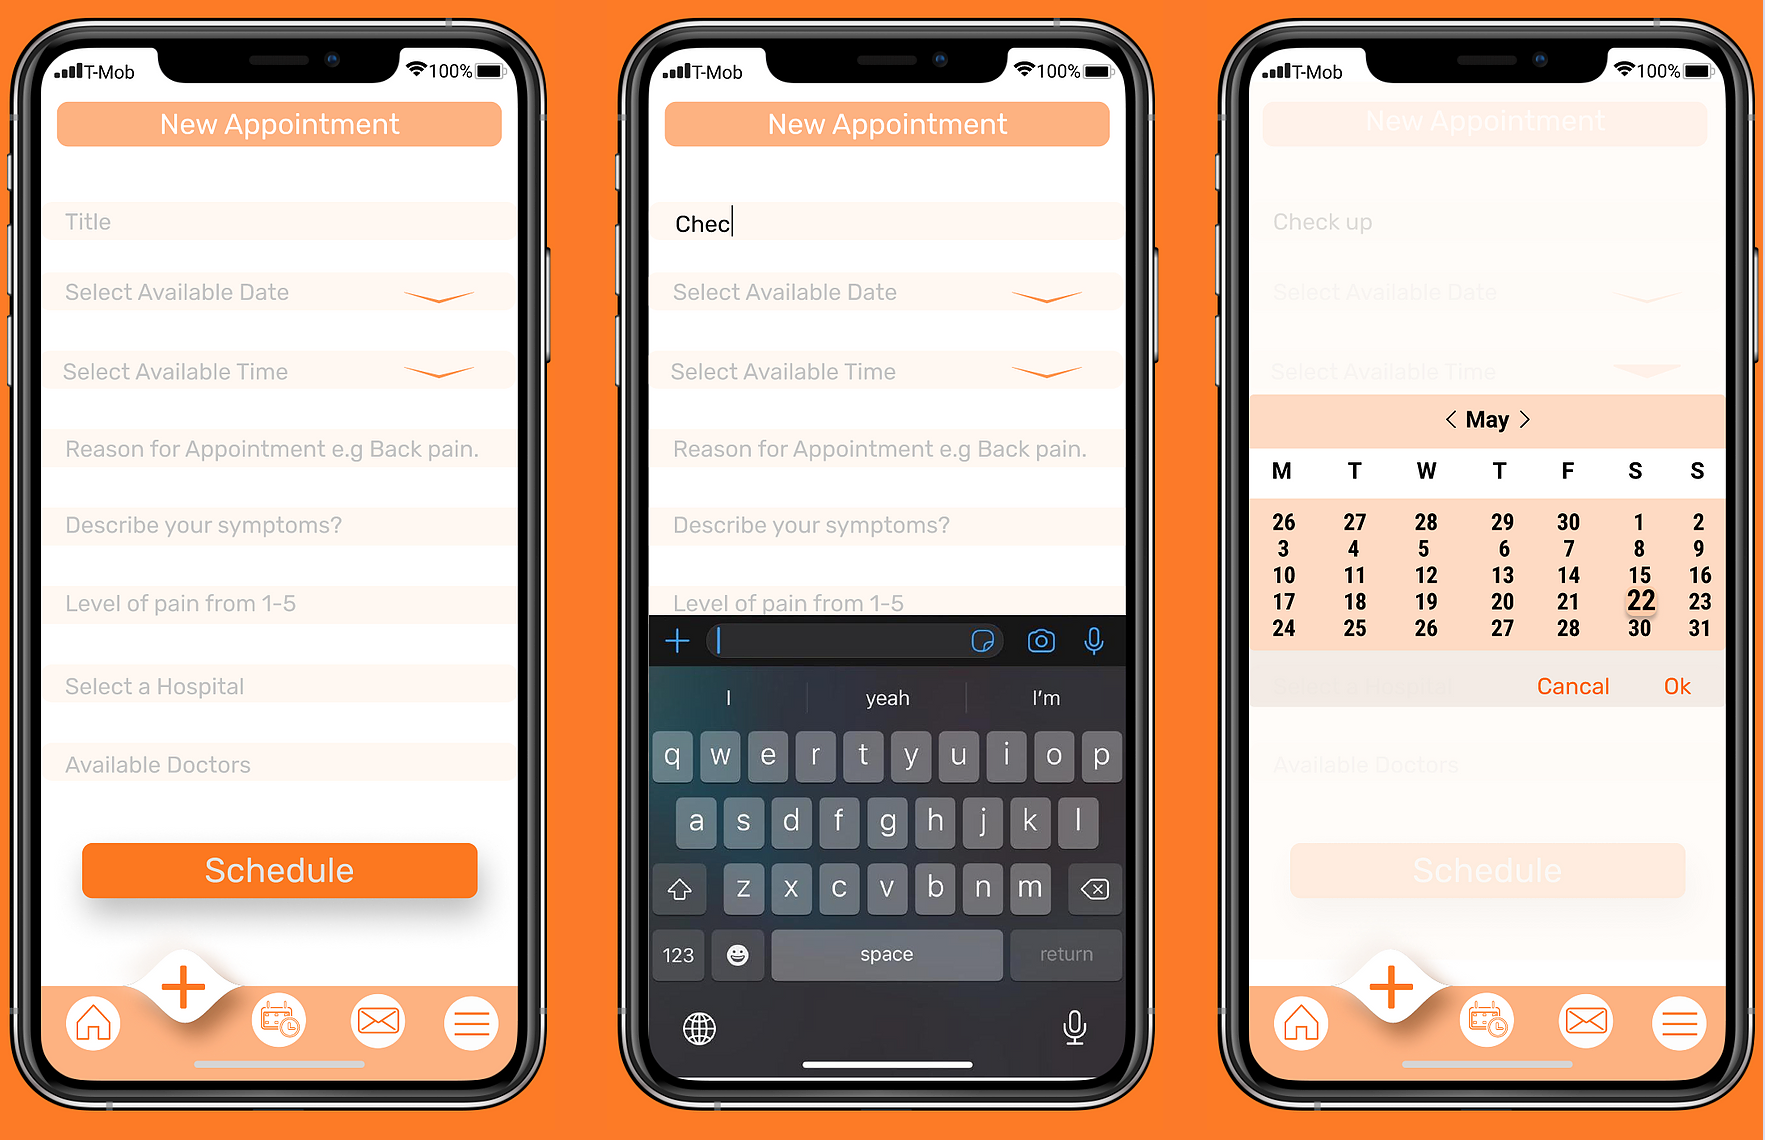 T-Mob 100%
New Appointment
Title
Select Available Date
Select Available Time
Reason for Appointment e.g Back pain.
Describe your symptoms?
Level of pain from 1-5
Select a Hospital
Available Doctors
Schedule
T-Mob 100%
New Appointment
Chec
Select Available Date
Select Available Time
Reason for Appointment e.g Back pain.
Describe your symptoms?
Level of pain from 1-5
I yeah I'm
q w e r t y u i o p
a s d f g h j k l
z x c v b n m
123 space return
T-Mob 100%
New Appointment
Check up
Select Available Date
Select Available Time
< May >
M T W T F S S
26 27 28 29 30 1 2
3 4 5 6 7 8 9
10 11 12 13 14 15 16
17 18 19 20 21 22 23
24 25 26 27 28 30 31
Select a Hospital Cancal Ok
Available Doctors
Schedule